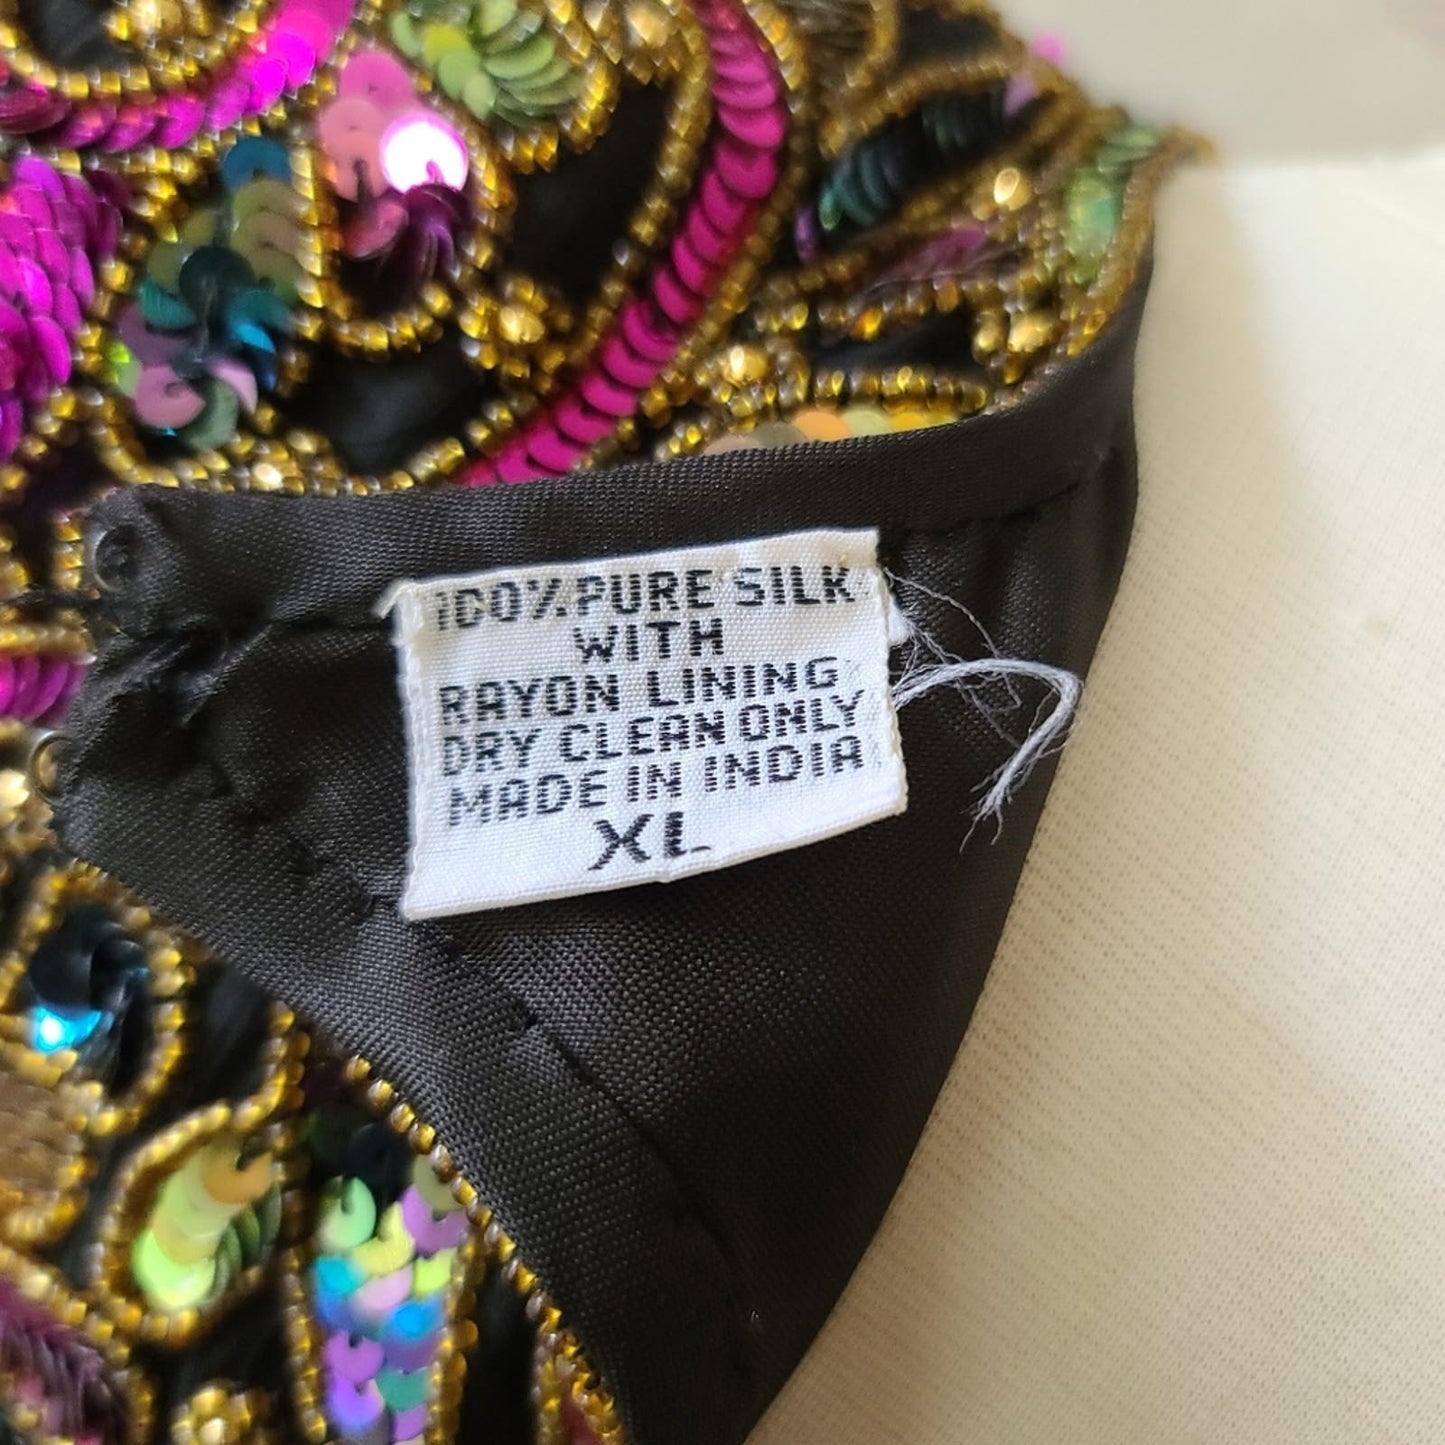 100% PURE SILK
WITH
RAYON LINING
DRY CLEAN ONLY
MADE IN INDIA
XL